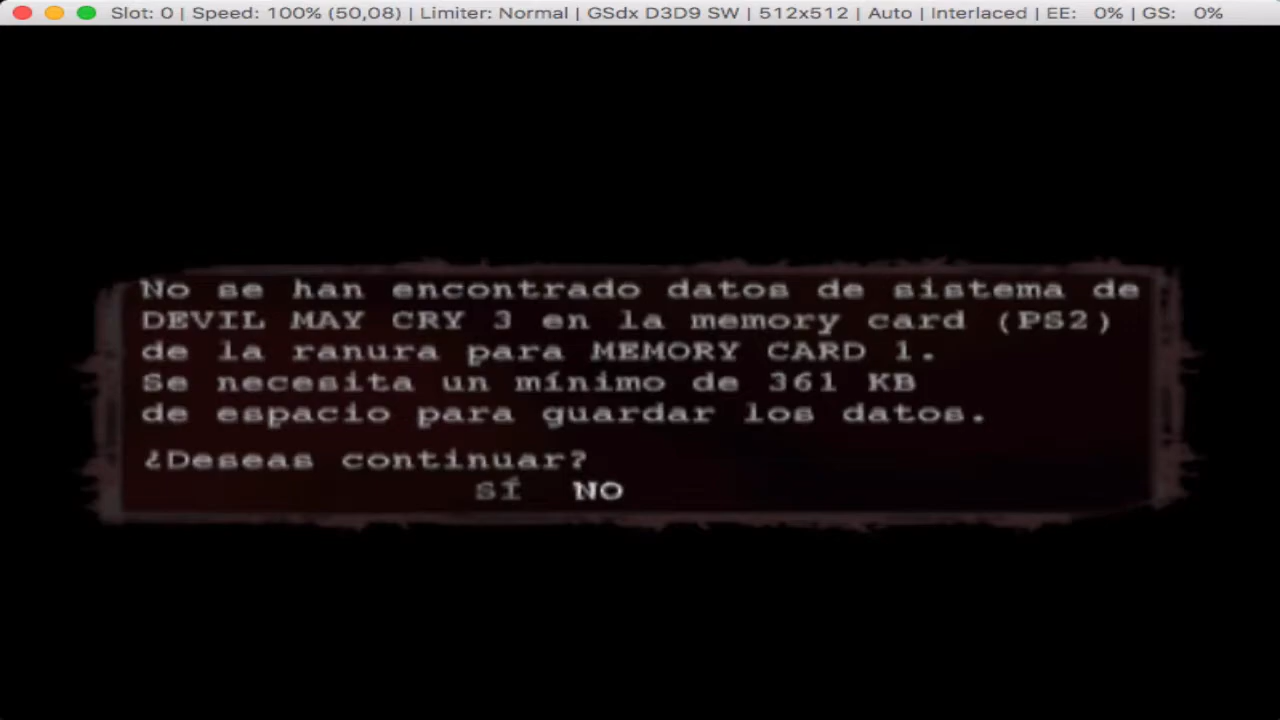 Slot: 0 | Speed: 100% (50,08) | Limiter: Normal | GSdx D3D9 SW | 512x512 | Auto | Interlaced | EE: 0% | GS: 0%
No se han encontrado datos de sistema de
DEVIL MAY CRY 3 en la memory card (PS2)
de la ranura para MEMORY CARD 1.
Se necesita un mínimo de 361 KB
de espacio para guardar los datos.
¿Deseas continuar?
SÍ NO